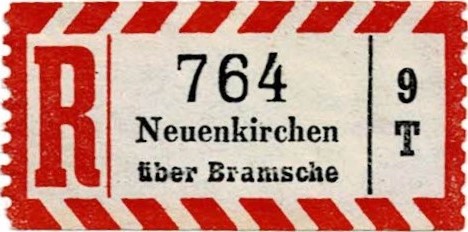 R
764
Neuenkirchen
über Bramsche
9
T